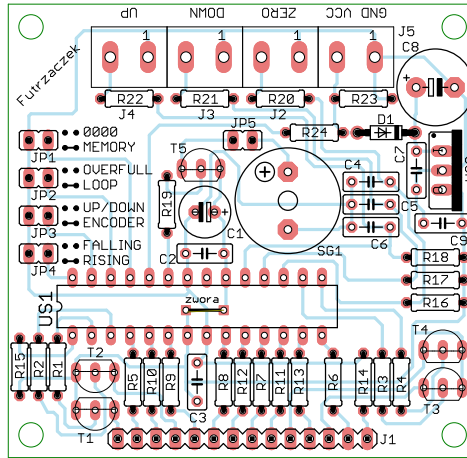 UP DOWN ZERO VCC GND
1 1 1 1
J5
C8
Futrzaczek
R22 R21 R20 R23
J4 J3 J2
R24 D1
JP5
0000
JP1 MEMORY
T5
C7
OVERFULL
JP2 LOOP
C4
R19
UP/DOWN
JP3 ENCODER
C5
C1
C6
C9
FALLING
JP4 RISING
C2
SG1
R18
R17
R16
US1
zwora
T4
T2
R15 R2 R1
R5 R10 R9
C3
R8 R12 R7 R11 R13
R6 R14 R3 R4
T3
T1
J1